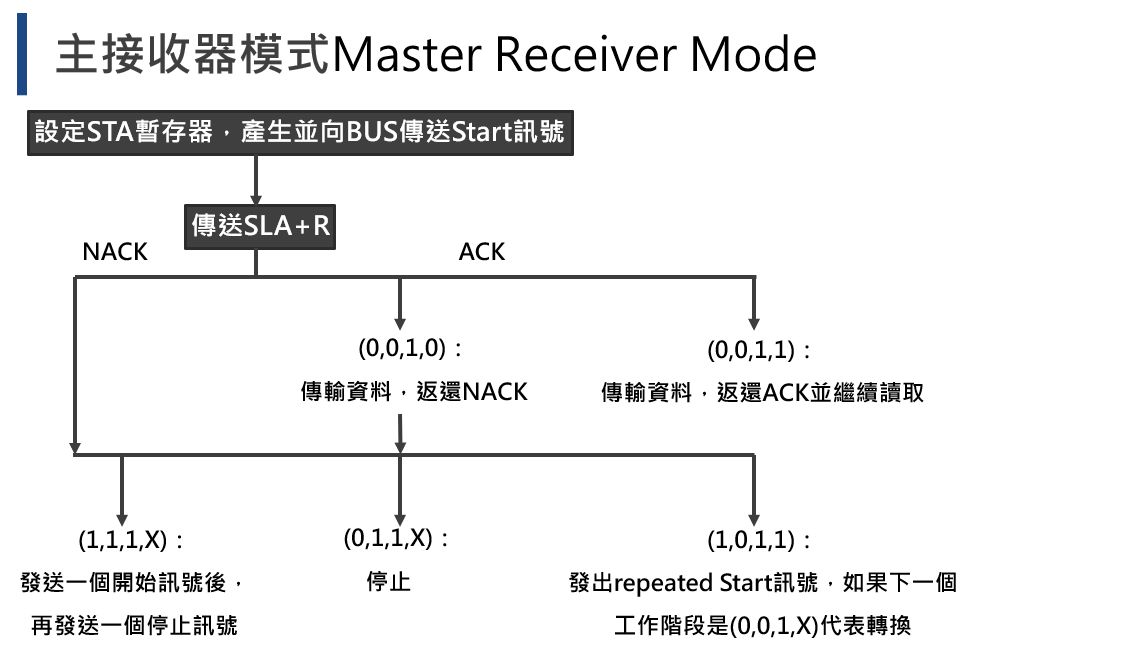 主接收器模式Master Receiver Mode
設定STA暫存器，產生並向BUS傳送Start訊號
傳送SLA+R
NACK
ACK
(0,0,1,0)：
傳輸資料，返還NACK
(0,0,1,1)：
傳輸資料，返還ACK並繼續讀取
(1,1,1,X)：
發送一個開始訊號後，
再發送一個停止訊號
(0,1,1,X)：
停止
(1,0,1,1)：
發出repeated Start訊號，如果下一個
工作階段是(0,0,1,X)代表轉換